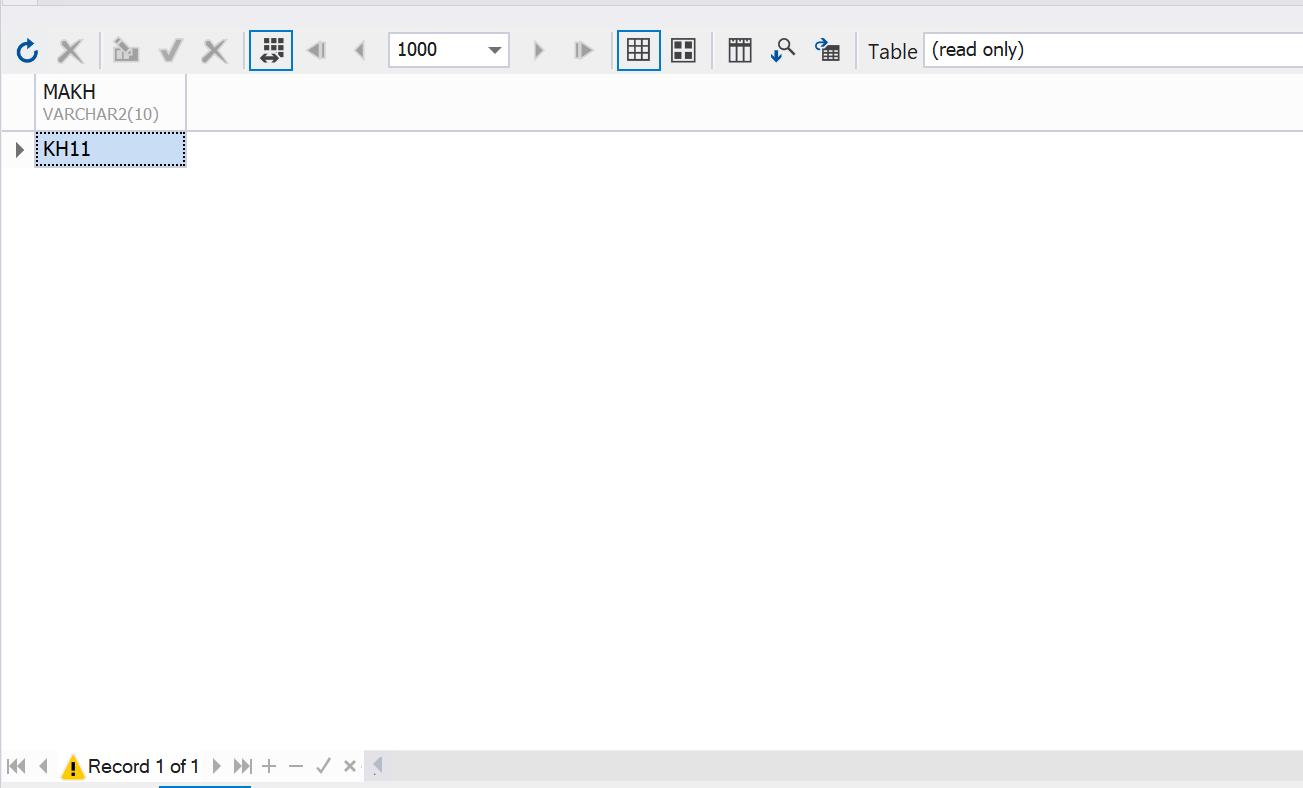 1000 Table (read only)
MAKH
VARCHAR2(10)
KH11
Record 1 of 1